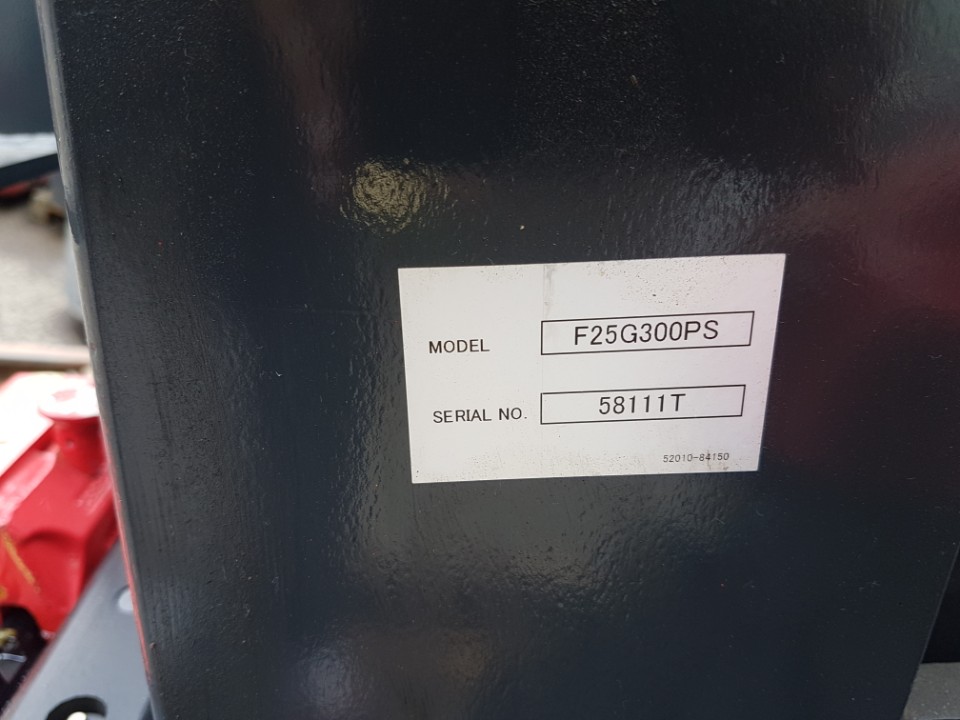 MODEL F25G300PS
SERIAL NO. 58111T
52010-84150